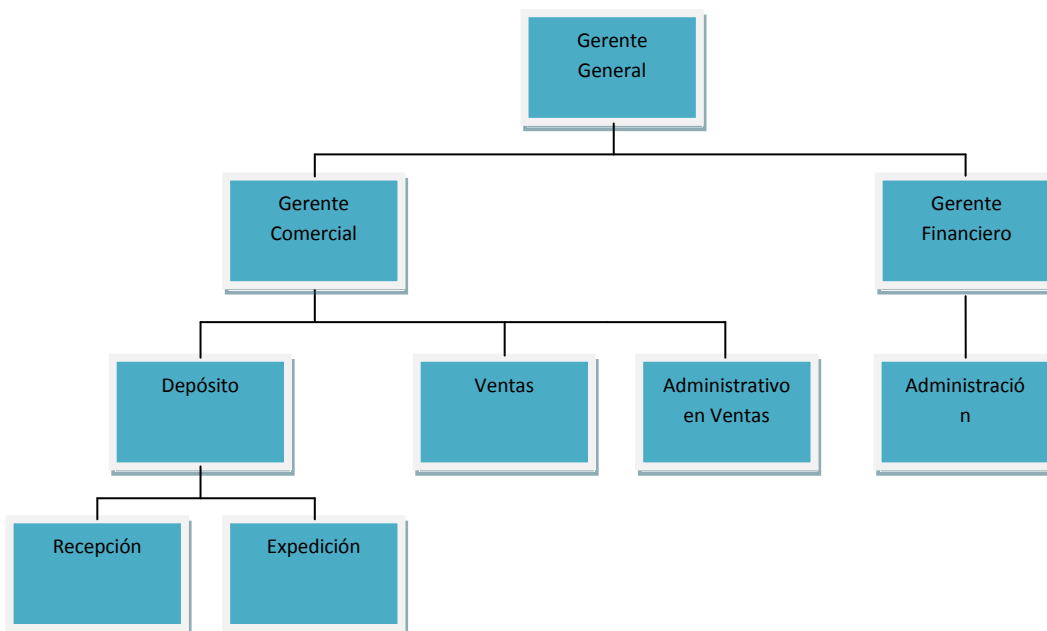 Gerente
General
Gerente
Comercial
Gerente
Financiero
Depósito
Ventas
Administrativo
en Ventas
Administració
n
Recepción
Expedición